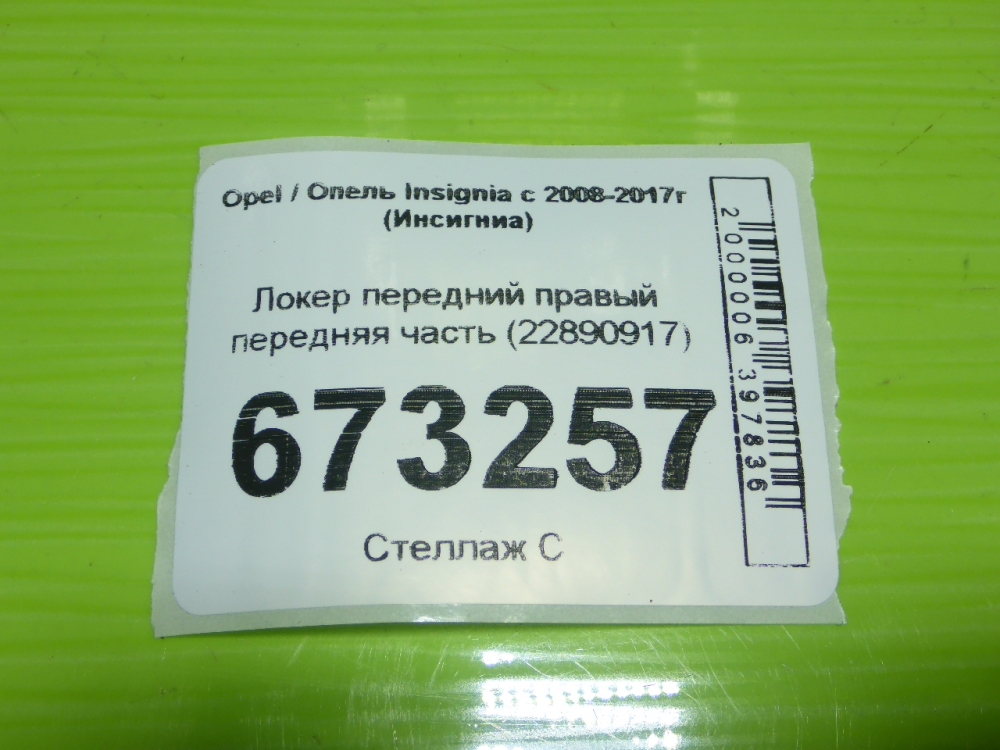 Opel / Опель Insignia с 2008-2017г
(Инсигниа)
Локер передний правый
передняя часть (22890917)
673257
Стеллаж С
2000006397836